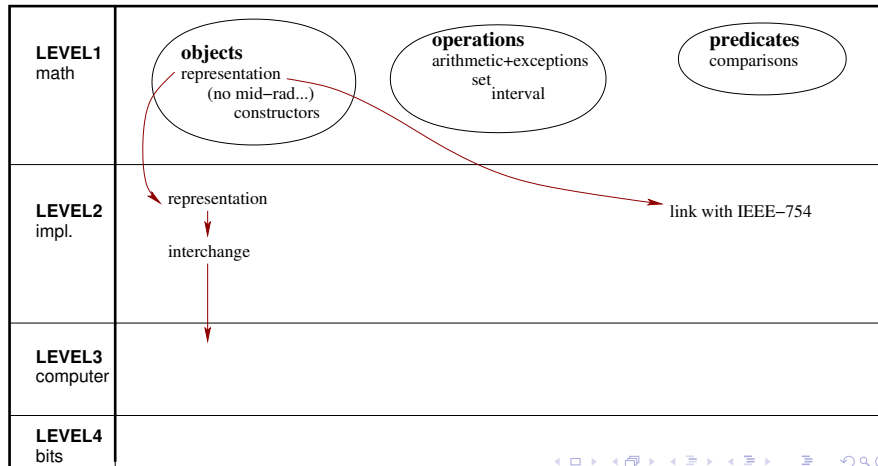 LEVEL1
math
objects
representation
(no mid−rad...)
constructors
operations
arithmetic+exceptions
set
interval
predicates
comparisons
LEVEL2
impl.
representation
interchange
link with IEEE−754
LEVEL3
computer
LEVEL4
bits